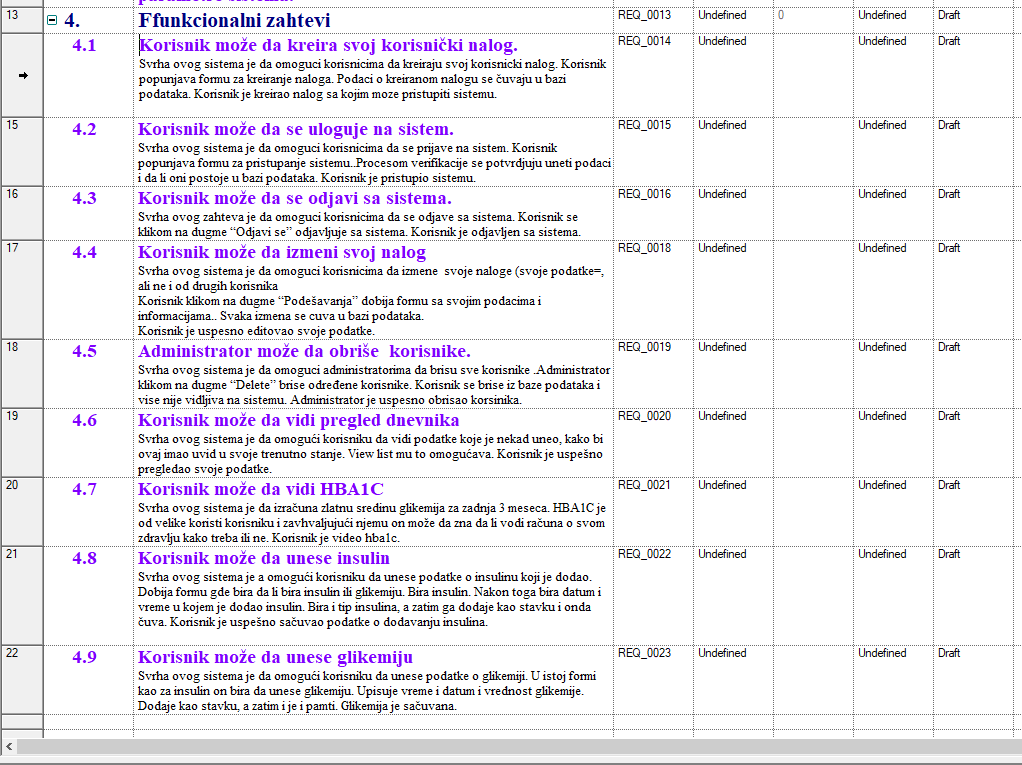 13 4. Ffunkcionalni zahtevi REQ_0013 Undefined 0 Undefined Draft
4.1 Korisnik može da kreira svoj korisnički nalog. REQ_0014 Undefined Undefined Draft
Svrha ovog sistema je da omoguci korisnicima da kreiraju svoj korisnicki nalog. Korisnik
popunjava formu za kreiranje naloga. Podaci o kreiranom nalogu se čuvaju u bazi
podataka. Korisnik je kreirao nalog sa kojim moze pristupiti sistemu.
15 4.2 Korisnik može da se uloguje na sistem. REQ_0015 Undefined Undefined Draft
Svrha ovog sistema je da omoguci korisnicima da se prijave na sistem. Korisnik
popunjava formu za pristupanje sistemu..Procesom verifikacije se potvrdjuju uneti podaci
i da li oni postoje u bazi podataka. Korisnik je pristupio sistemu.
16 4.3 Korisnik može da se odjavi sa sistema. REQ_0016 Undefined Undefined Draft
Svrha ovog zahteva je da omoguci korisnicima da se odjave sa sistema. Korisnik se
klikom na dugme “Odjavi se” odjavljuje sa sistema. Korisnik je odjavljen sa sistema.
17 4.4 Korisnik može da izmeni svoj nalog REQ_0018 Undefined Undefined Draft
Svrha ovog sistema je da omoguci korisnicima da izmene svoje naloge (svoje podatke=,
ali ne i od drugih korisnika
Korisnik klikom na dugme “Podešavanja” dobija formu sa svojim podacima i
informacijama.. Svaka izmena se cuva u bazi podataka.
Korisnik je uspesno editovao svoje podatke.
18 4.5 Administrator može da obriše korisnike. REQ_0019 Undefined Undefined Draft
Svrha ovog sistema je da omoguci administratorima da brisu sve korisnike .Administrator
klikom na dugme “Delete” brise određene korisnike. Korisnik se brise iz baze podataka i
vise nije vidljiva na sistemu. Administrator je uspesno obrisao korsinika.
19 4.6 Korisnik može da vidi pregled dnevnika REQ_0020 Undefined Undefined Draft
Svrha ovog sistema je da omogući korisniku da vidi podatke koje je nekad uneo, kako bi
ovaj imao uvid u svoje trenutno stanje. View list mu to omogućava. Korisnik je uspešno
pregledao svoje podatke.
20 4.7 Korisnik može da vidi HBA1C REQ_0021 Undefined Undefined Draft
Svrha ovog sistema je da izračuna zlatnu sredinu glikemija za zadnja 3 meseca. HBA1C je
od velike koristi korisniku i zavhvaljujući njemu on može da zna da li vodi računa o svom
zdravlju kako treba ili ne. Korisnik je video hba1c.
21 4.8 Korisnik može da unese insulin REQ_0022 Undefined Undefined Draft
Svrha ovog sistema je a omogući korisniku da unese podatke o insulinu koji je dodao.
Dobija formu gde bira da li bira insulin ili glikemiju. Bira insulin. Nakon toga bira datum i
vreme u kojem je dodao insulin. Bira i tip insulina, a zatim ga dodaje kao stavku i onda
čuva. Korisnik je uspešno sačuvao podatke o dodavanju insulina.
22 4.9 Korisnik može da unese glikemiju REQ_0023 Undefined Undefined Draft
Svrha ovog sistema je da omogući korisniku da unese podatke o glikemiji. U istoj formi
kao za insulin on bira da unese glikemiju. Upisuje vreme i datum i vrednost glikemije.
Dodaje kao stavku, a zatim i je i pamti. Glikemija je sačuvana.